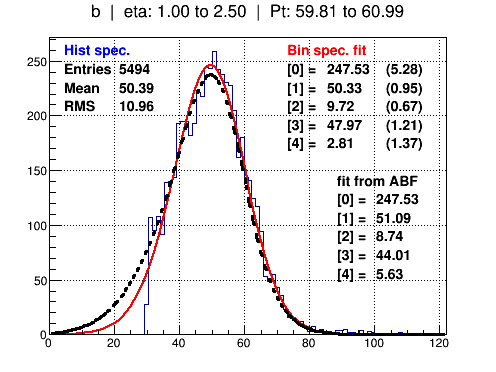 b | eta: 1.00 to 2.50 | Pt: 59.81 to 60.99
Hist spec.
Entries 5494
Mean 50.39
RMS 10.96
Bin spec. fit
[0] = 247.53 (5.28)
[1] = 50.33 (0.95)
[2] = 9.72 (0.67)
[3] = 47.97 (1.21)
[4] = 2.81 (1.37)
fit from ABF
[0] = 247.53
[1] = 51.09
[2] = 8.74
[3] = 44.01
[4] = 5.63
250
200
150
100
50
0
0 20 40 60 80 100 120